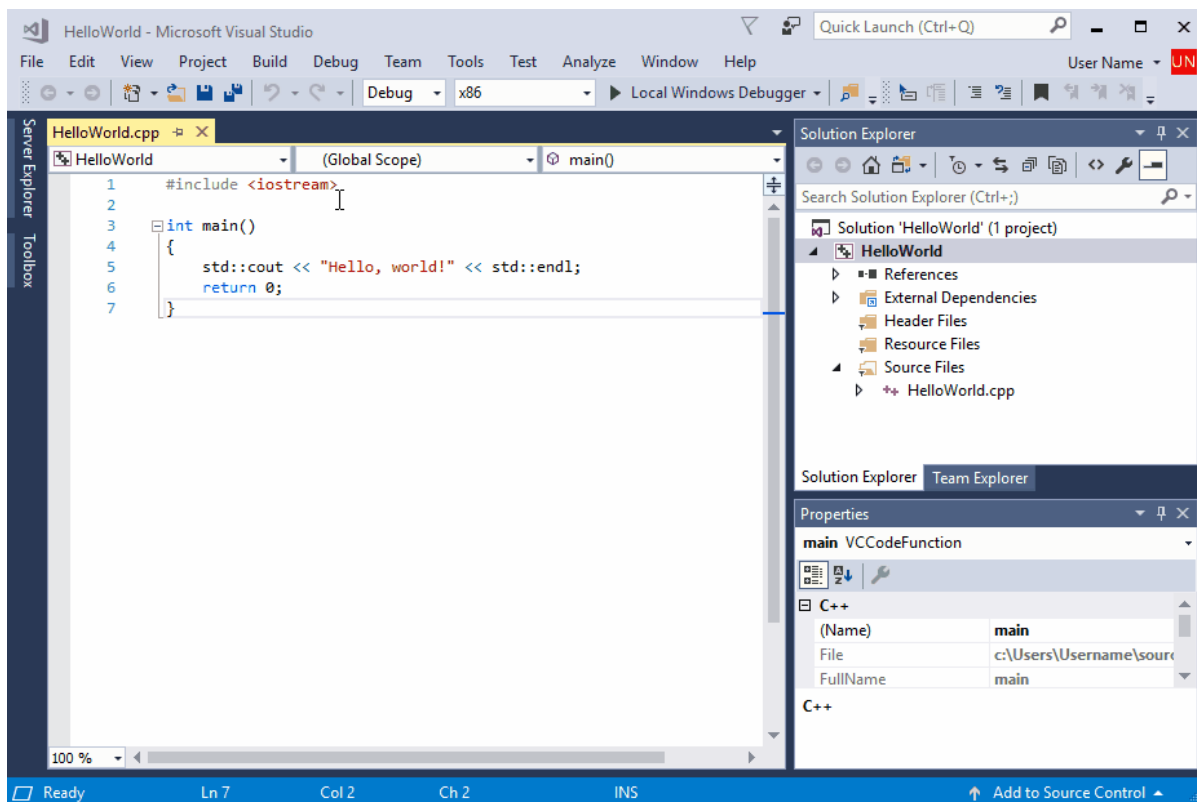 HelloWorld - Microsoft Visual Studio
Quick Launch (Ctrl+Q)
File Edit View Project Build Debug Team Tools Test Analyze Window Help
User Name UN
Debug x86 Local Windows Debugger
Server Explorer
Toolbox
HelloWorld.cpp
HelloWorld (Global Scope) main()
1 #include <iostream>
2
3 int main()
4 {
5 std::cout << "Hello, world!" << std::endl;
6 return 0;
7 }
100 %
Solution Explorer
Search Solution Explorer (Ctrl+;)
Solution 'HelloWorld' (1 project)
HelloWorld
References
External Dependencies
Header Files
Resource Files
Source Files
HelloWorld.cpp
Solution Explorer Team Explorer
Properties
main VCCodeFunction
C++
(Name) main
File c:\Users\Username\sourc
FullName main
C++
Ready Ln 7 Col 2 Ch 2 INS Add to Source Control